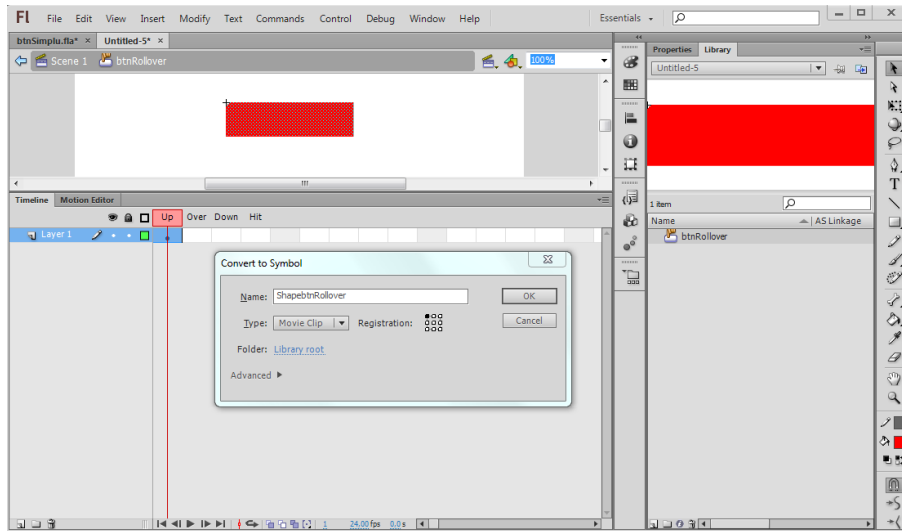 Fl File Edit View Insert Modify Text Commands Control Debug Window Help Essentials
btnSimplu.fla* × Untitled-5* ×
Scene 1 btnRollover 100%
Properties Library
Untitled-5
1 item
Name AS Linkage
btnRollover
Timeline Motion Editor
Up Over Down Hit
Layer 1
Convert to Symbol
Name: ShapebtnRollover OK
Type: Movie Clip Registration: Cancel
Folder: Library root
Advanced
1 24.00 fps 0.0 s